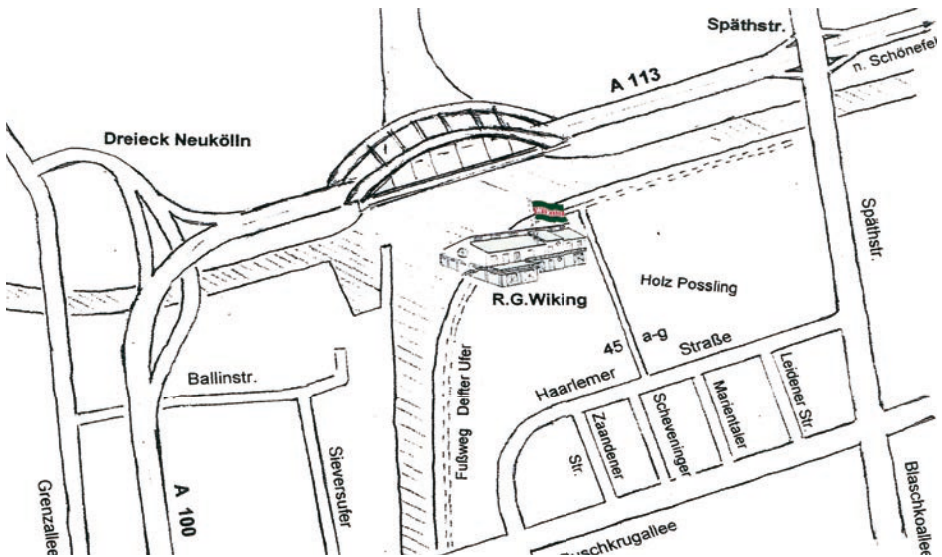 Späthstr.
n. Schönefel
A 113
Dreieck Neukölln
Späthstr.
R.G.Wiking
Holz Possling
45 a-g
Haarlemer Straße
Ballinstr.
Fußweg Delfter Ufer
Str.
Zaandener
Scheveninger
Marientaler
Leidener Str.
Sieversufer
Grenzallee
A 100
Buschkrugallee
Blaschkoallee